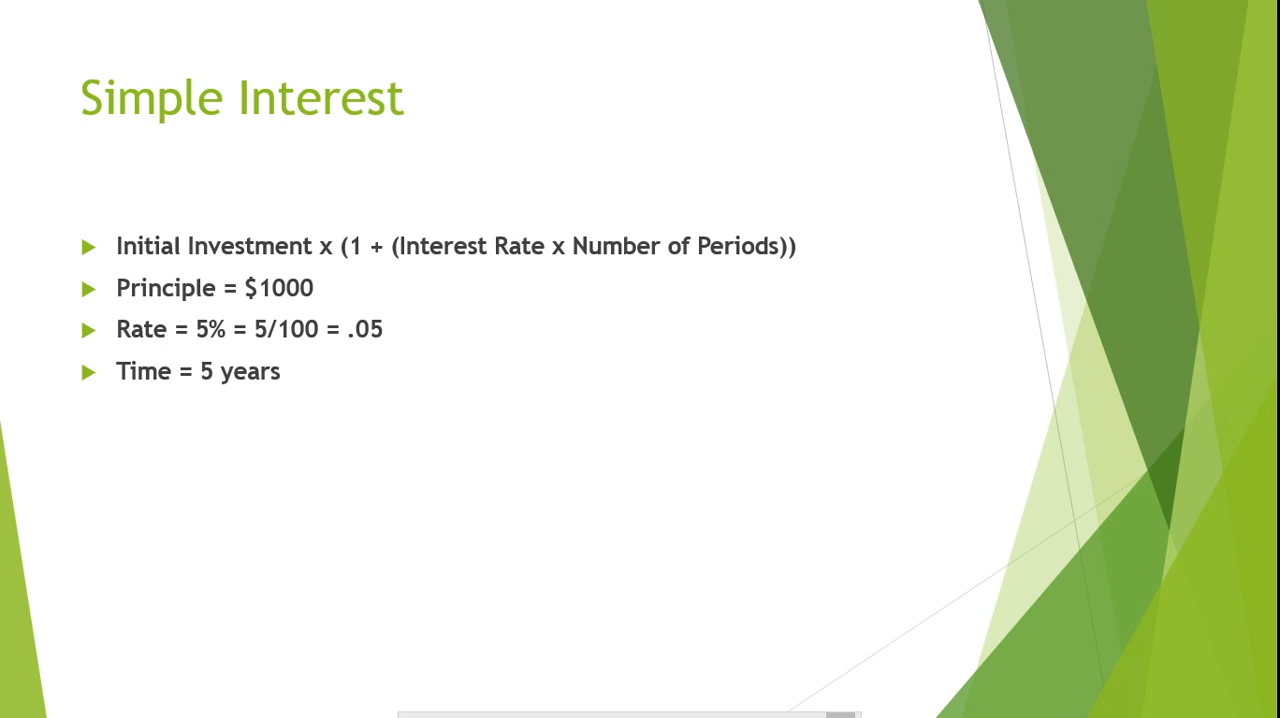 Simple Interest
Initial Investment x (1 + (Interest Rate x Number of Periods))
Principle = $1000
Rate = 5% = 5/100 = .05
Time = 5 years